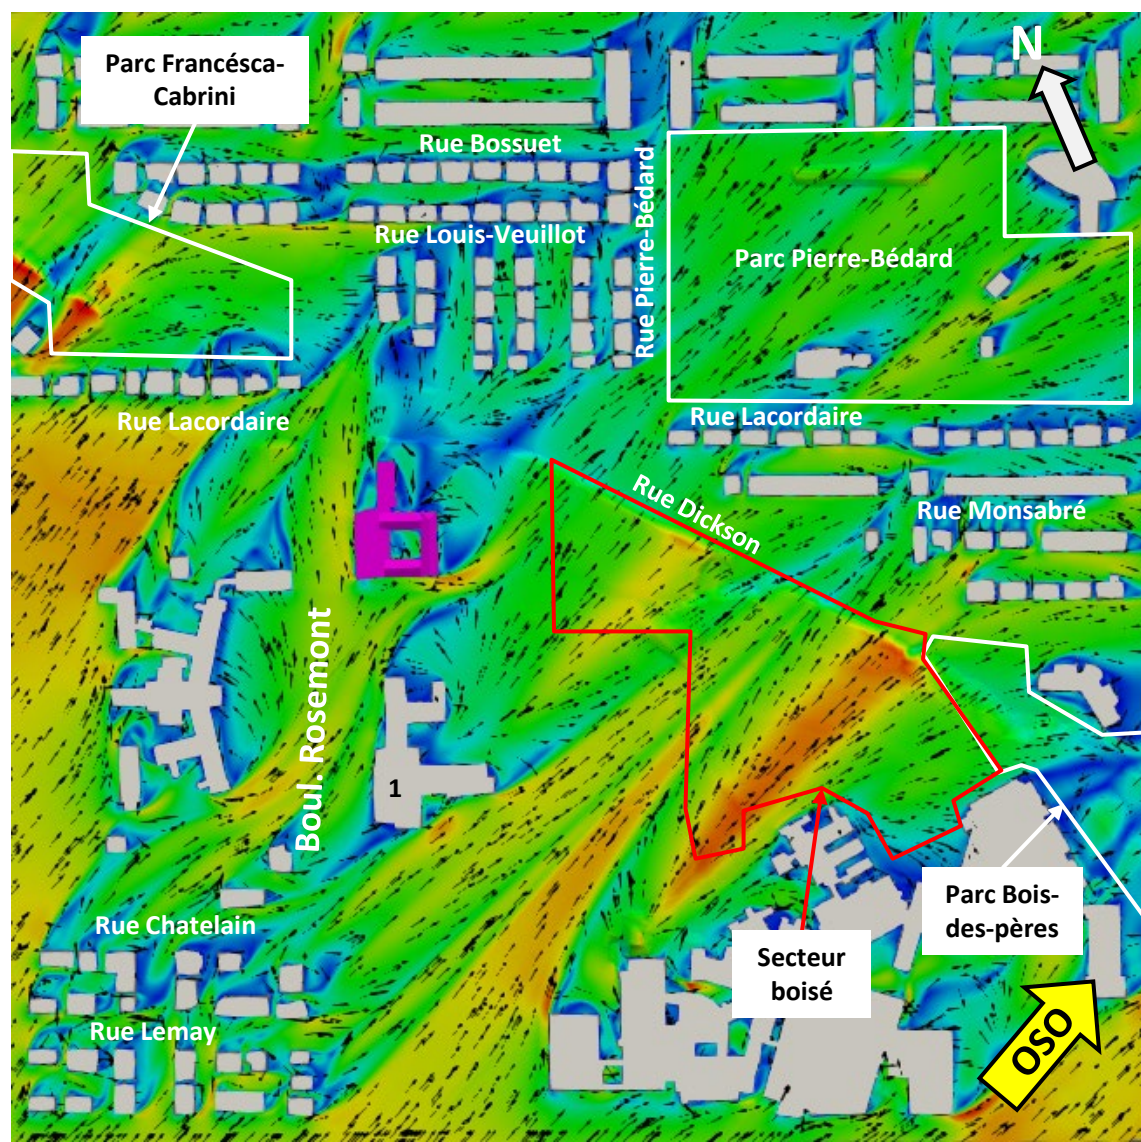 N
Parc Francésca-
Cabrini
Rue Bossuet
Rue Louis-Veuillot
Rue Pierre-Bédard
Parc Pierre-Bédard
Rue Lacordaire
Rue Lacordaire
Rue Dickson
Rue Monsabré
Boul. Rosemont
1
Rue Chatelain
Parc Bois-
des-pères
Secteur
boisé
Rue Lemay
OSO